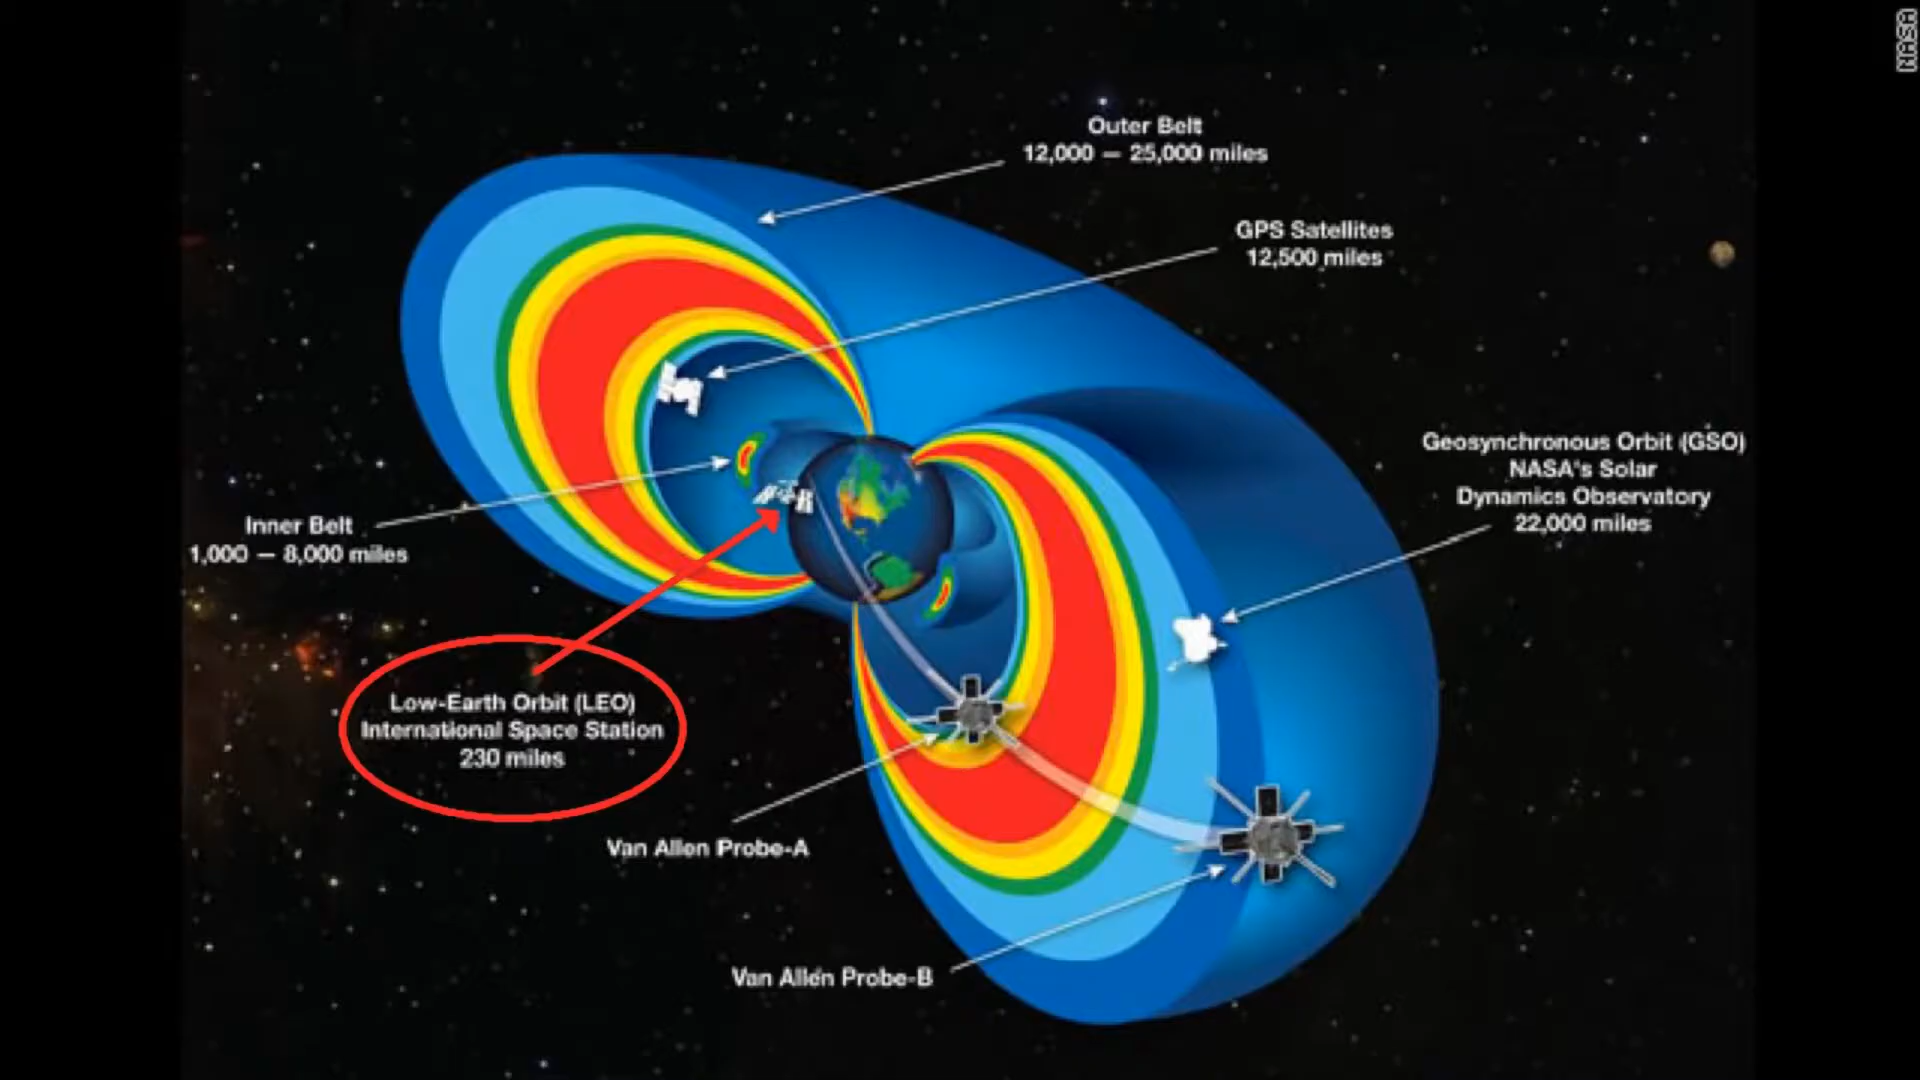 NASA
Outer Belt
12,000 — 25,000 miles
GPS Satellites
12,500 miles
Geosynchronous Orbit (GSO)
NASA's Solar
Dynamics Observatory
22,000 miles
Inner Belt
1,000 — 8,000 miles
Low-Earth Orbit (LEO)
International Space Station
230 miles
Van Allen Probe-A
Van Allen Probe-B